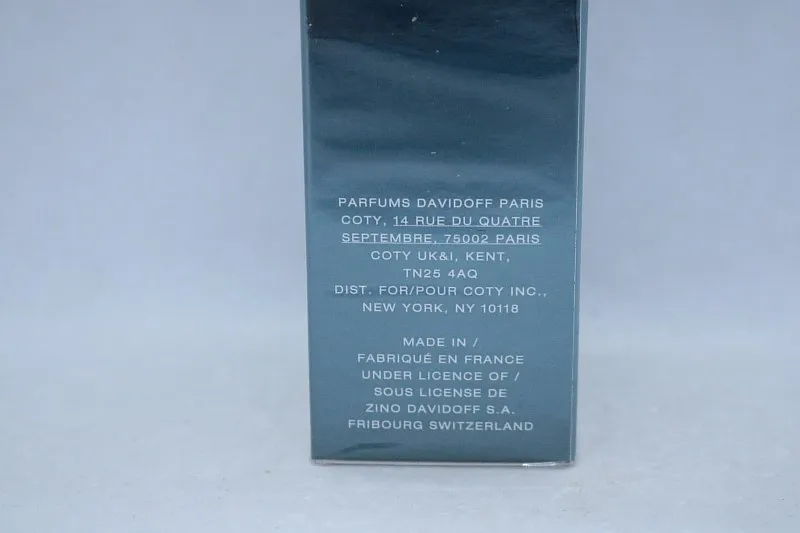 PARFUMS DAVIDOFF PARIS
COTY, 14 RUE DU QUATRE
SEPTEMBRE, 75002 PARIS
COTY UK&I, KENT,
TN25 4AQ
DIST. FOR/POUR COTY INC.,
NEW YORK, NY 10118
MADE IN /
FABRIQUÉ EN FRANCE
UNDER LICENCE OF /
SOUS LICENSE DE
ZINO DAVIDOFF S.A.
FRIBOURG SWITZERLAND